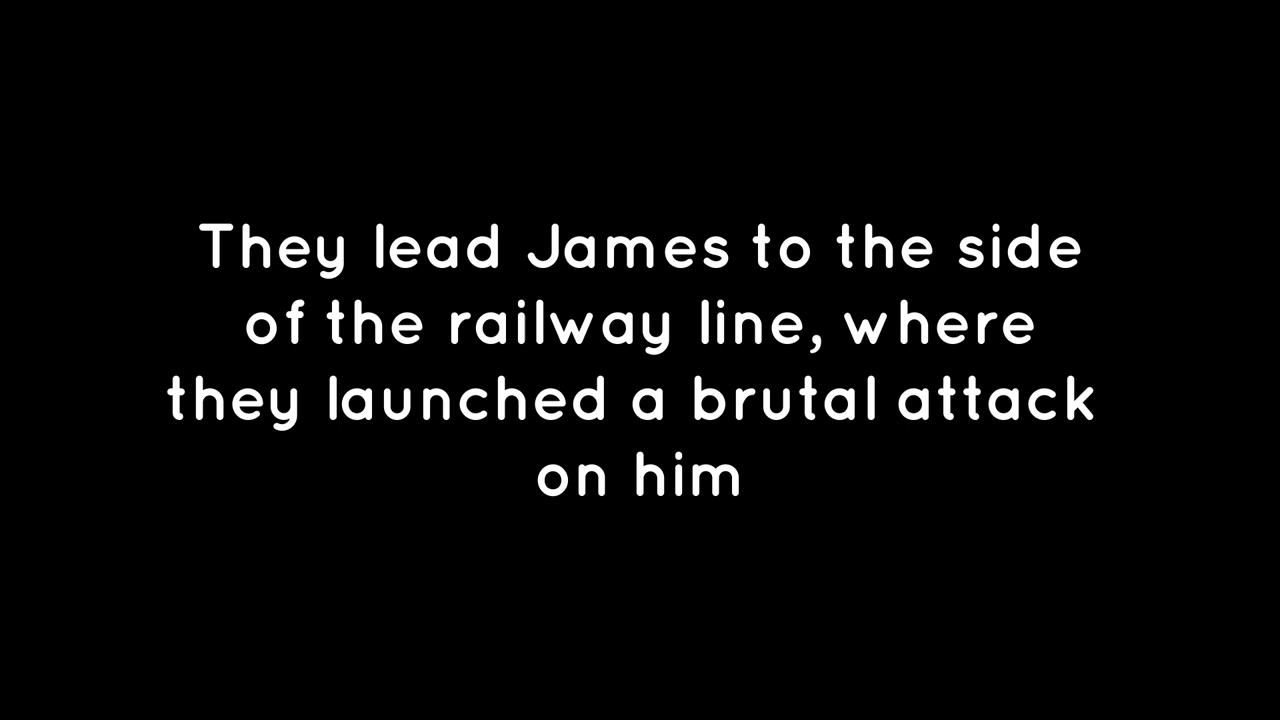 They lead James to the side
of the railway line, where
they launched a brutal attack
on him